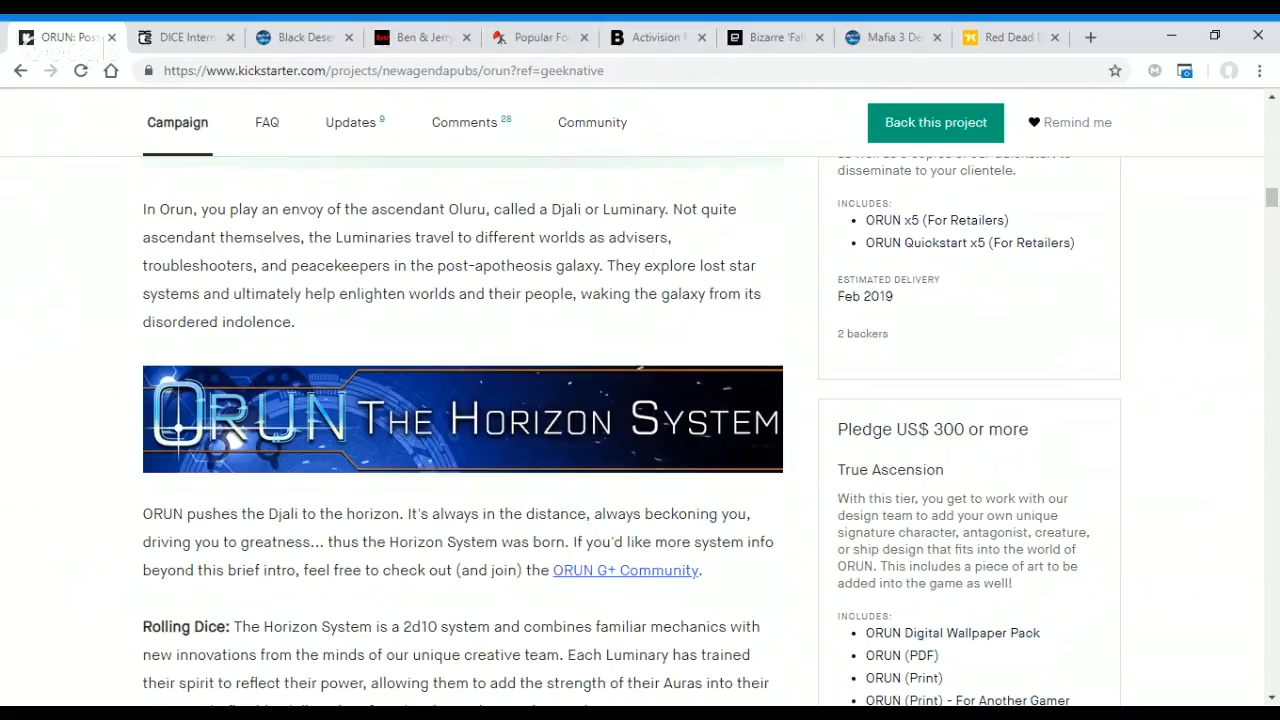 ORUN: Pos
DICE Intern
Black Deser
Ben & Jerry
Popular Fo
Activision F
Bizarre 'Fall
Mafia 3 De
Red Dead
https://www.kickstarter.com/projects/newagendapubs/orun?ref=geeknative
Campaign
FAQ
Updates 9
Comments 28
Community
Back this project
Remind me
In Orun, you play an envoy of the ascendant Oluru, called a Djali or Luminary. Not quite
ascendant themselves, the Luminaries travel to different worlds as advisers,
troubleshooters, and peacekeepers in the post-apotheosis galaxy. They explore lost star
systems and ultimately help enlighten worlds and their people, waking the galaxy from its
disordered indolence.
ORUN THE HORIZON SYSTEM
ORUN pushes the Djali to the horizon. It's always in the distance, always beckoning you,
driving you to greatness... thus the Horizon System was born. If you'd like more system info
beyond this brief intro, feel free to check out (and join) the ORUN G+ Community.
Rolling Dice: The Horizon System is a 2d10 system and combines familiar mechanics with
new innovations from the minds of our unique creative team. Each Luminary has trained
their spirit to reflect their power, allowing them to add the strength of their Auras into their
disseminate to your clientele.
INCLUDES:
• ORUN x5 (For Retailers)
• ORUN Quickstart x5 (For Retailers)
ESTIMATED DELIVERY
Feb 2019
2 backers
Pledge US$ 300 or more
True Ascension
With this tier, you get to work with our
design team to add your own unique
signature character, antagonist, creature,
or ship design that fits into the world of
ORUN. This includes a piece of art to be
added into the game as well!
INCLUDES:
• ORUN Digital Wallpaper Pack
• ORUN (PDF)
• ORUN (Print)
• ORUN (Print) - For Another Gamer